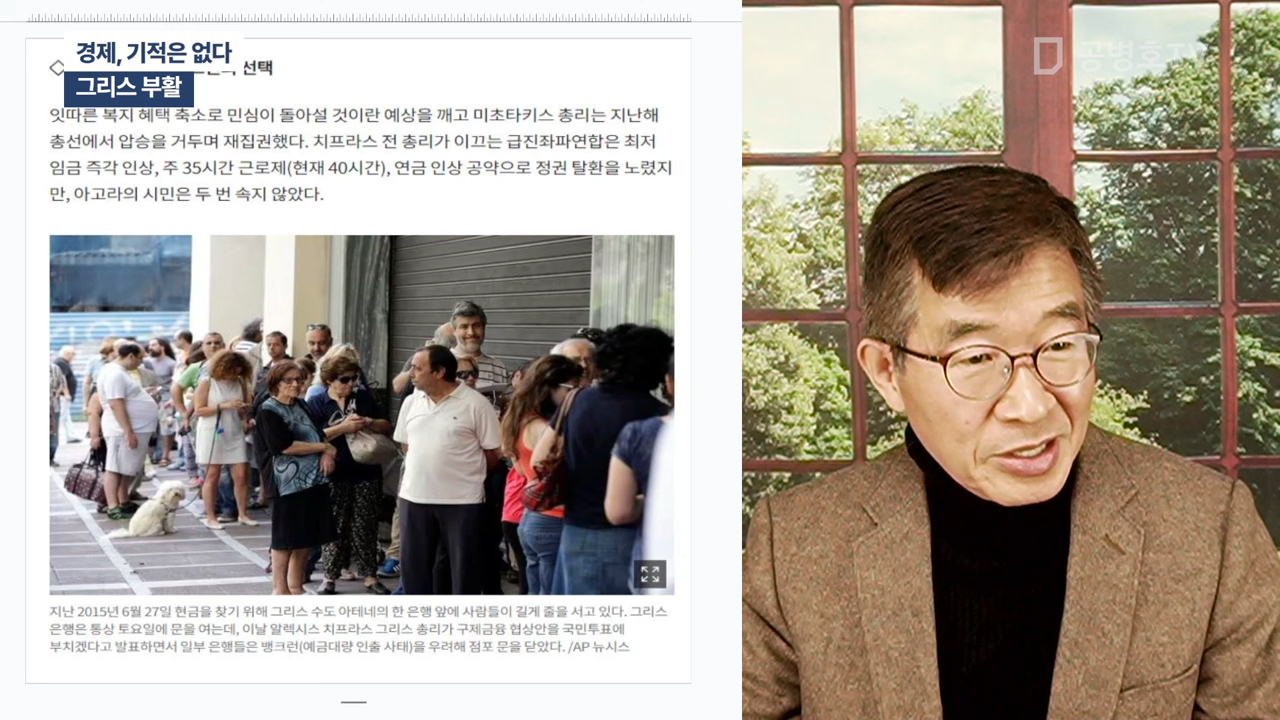 경제, 기적은 없다
그리스 부활
선택
잇따른 복지 혜택 축소로 민심이 돌아설 것이란 예상을 깨고 미초타키스 총리는 지난해
총선에서 압승을 거두며 재집권했다. 치프라스 전 총리가 이끄는 급진좌파연합은 최저
임금 즉각 인상, 주 35시간 근로제(현재 40시간), 연금 인상 공약으로 정권 탈환을 노렸지
만, 아고라의 시민은 두 번 속지 않았다.
지난 2015년 6월 27일 현금을 찾기 위해 그리스 수도 아테네의 한 은행 앞에 사람들이 길게 줄을 서고 있다. 그리스
은행은 통상 토요일에 문을 여는데, 이날 알렉시스 치프라스 그리스 총리가 구제금융 협상안을 국민투표에
부치겠다고 발표하면서 일부 은행들은 뱅크런(예금대량 인출 사태)을 우려해 점포 문을 닫았다. /AP 뉴시스
공병호TV